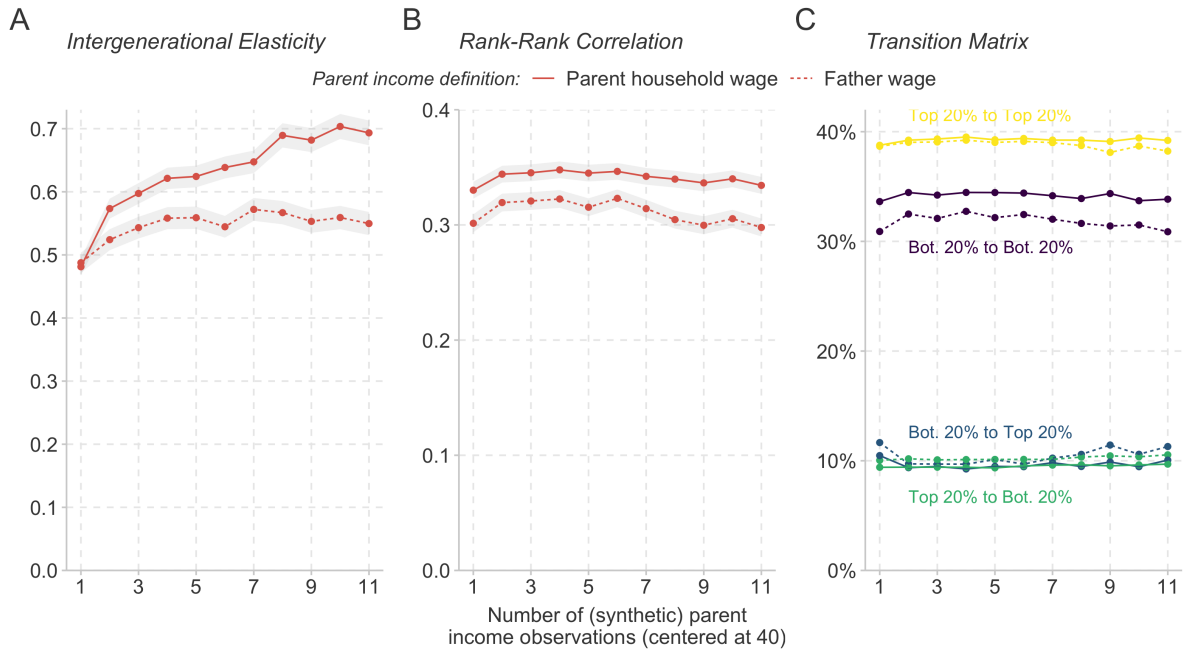 A
Intergenerational Elasticity
B
Rank-Rank Correlation
C
Transition Matrix
Parent income definition: Parent household wage Father wage
0.7
0.6
0.5
0.4
0.3
0.2
0.1
0.0
1 3 5 7 9 11
0.4
0.3
0.2
0.1
0.0
1 3 5 7 9 11
Number of (synthetic) parent
income observations (centered at 40)
40%
30%
20%
10%
0%
Top 20% to Top 20%
Bot. 20% to Bot. 20%
Bot. 20% to Top 20%
Top 20% to Bot. 20%
1 3 5 7 9 11